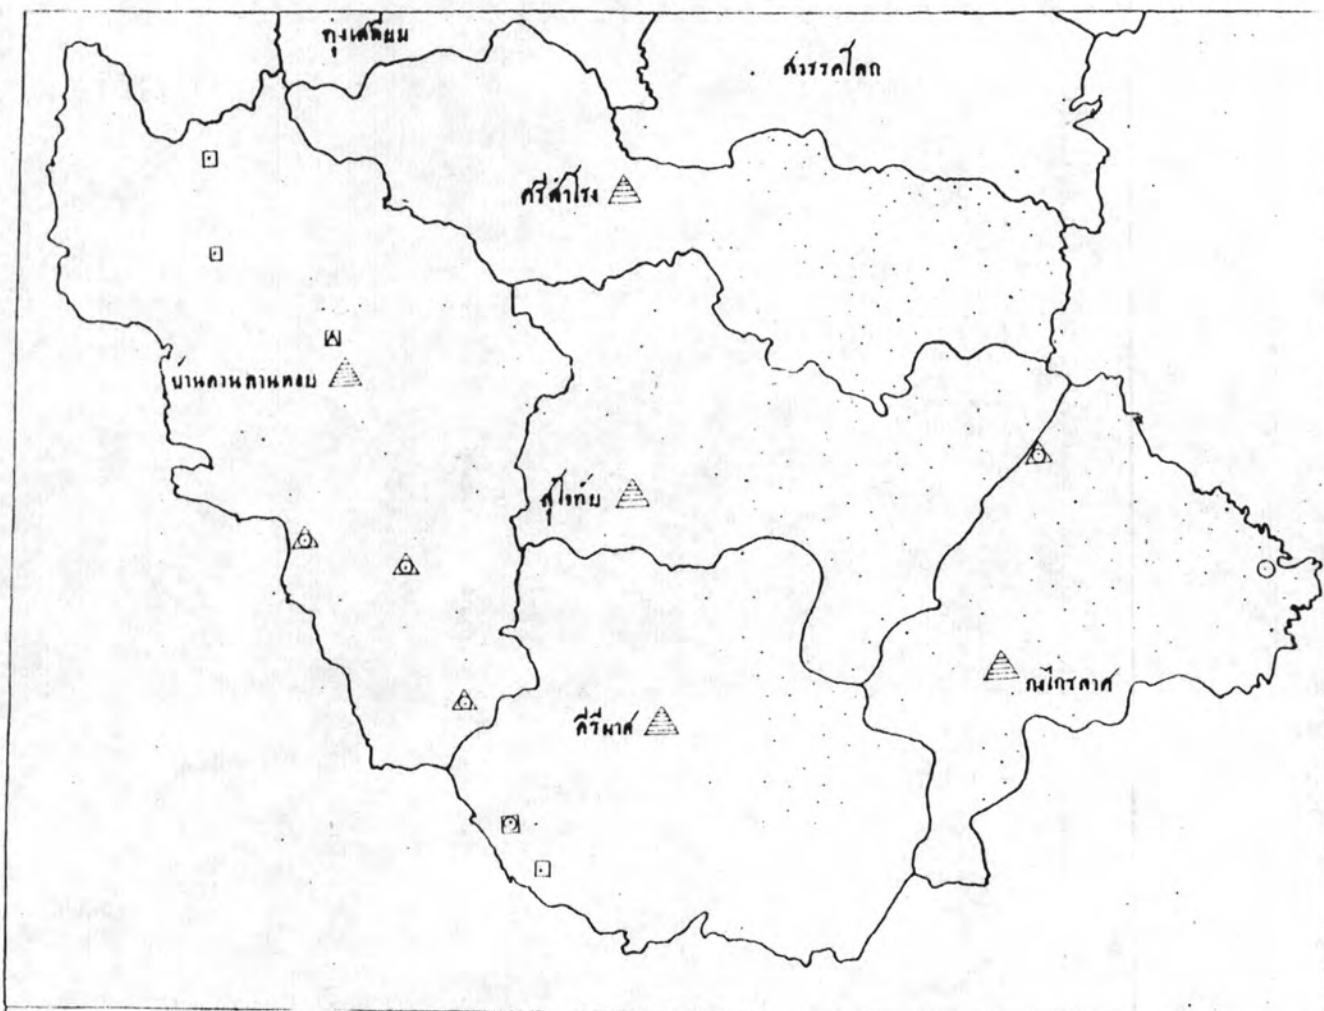 ทุ่งเสลี่ยม
สวรรคโลก
ศรีสำโรง
บ้านด่านลานหอย
สุโขทัย
กงไกรลาศ
คีรีมาศ